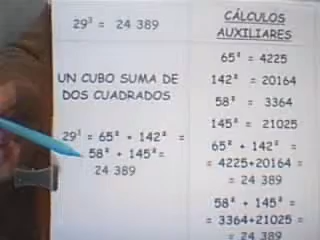 29³ = 24 389
UN CUBO SUMA DE
DOS CUADRADOS
29³ = 65² + 142² =
58² + 145² =
24 389
CÁLCULOS
AUXILIARES
65² = 4225
142² = 20164
58² = 3364
145² = 21025
65² + 142² =
= 4225+20164 =
= 24 389
58² + 145² =
= 3364+21025 =
= 24 389